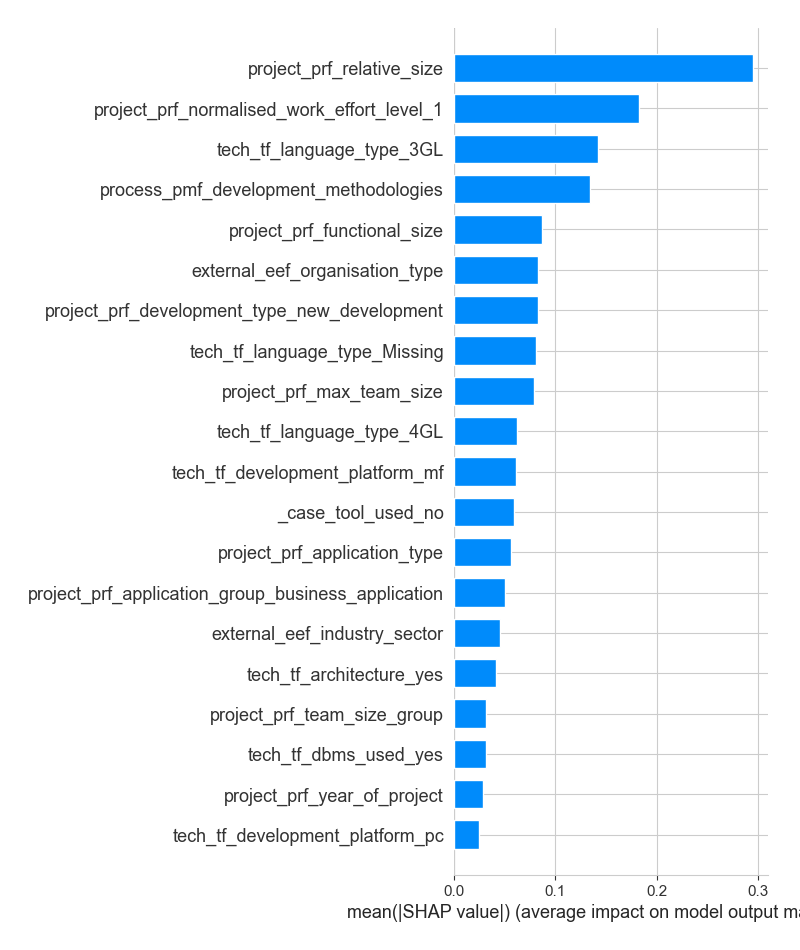 project_prf_relative_size
project_prf_normalised_work_effort_level_1
tech_tf_language_type_3GL
process_pmf_development_methodologies
project_prf_functional_size
external_eef_organisation_type
project_prf_development_type_new_development
tech_tf_language_type_Missing
project_prf_max_team_size
tech_tf_language_type_4GL
tech_tf_development_platform_mf
_case_tool_used_no
project_prf_application_type
project_prf_application_group_business_application
external_eef_industry_sector
tech_tf_architecture_yes
project_prf_team_size_group
tech_tf_dbms_used_yes
project_prf_year_of_project
tech_tf_development_platform_pc
0.0 0.1 0.2 0.3
mean(|SHAP value|) (average impact on model output